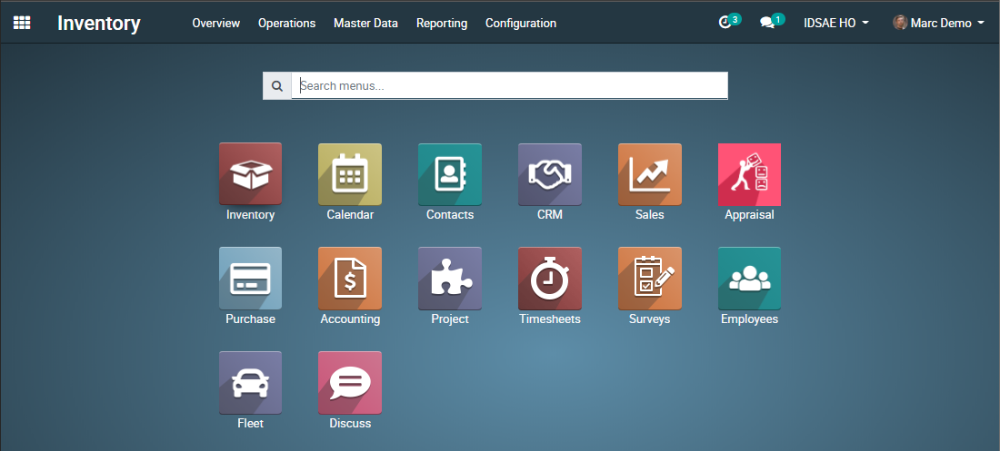 Inventory Overview Operations Master Data Reporting Configuration 3 1 IDSAE HO Marc Demo
Search menus...
Inventory Calendar Contacts CRM Sales Appraisal
Purchase Accounting Project Timesheets Surveys Employees
Fleet Discuss